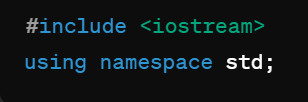 #include <iostream>
using namespace std;